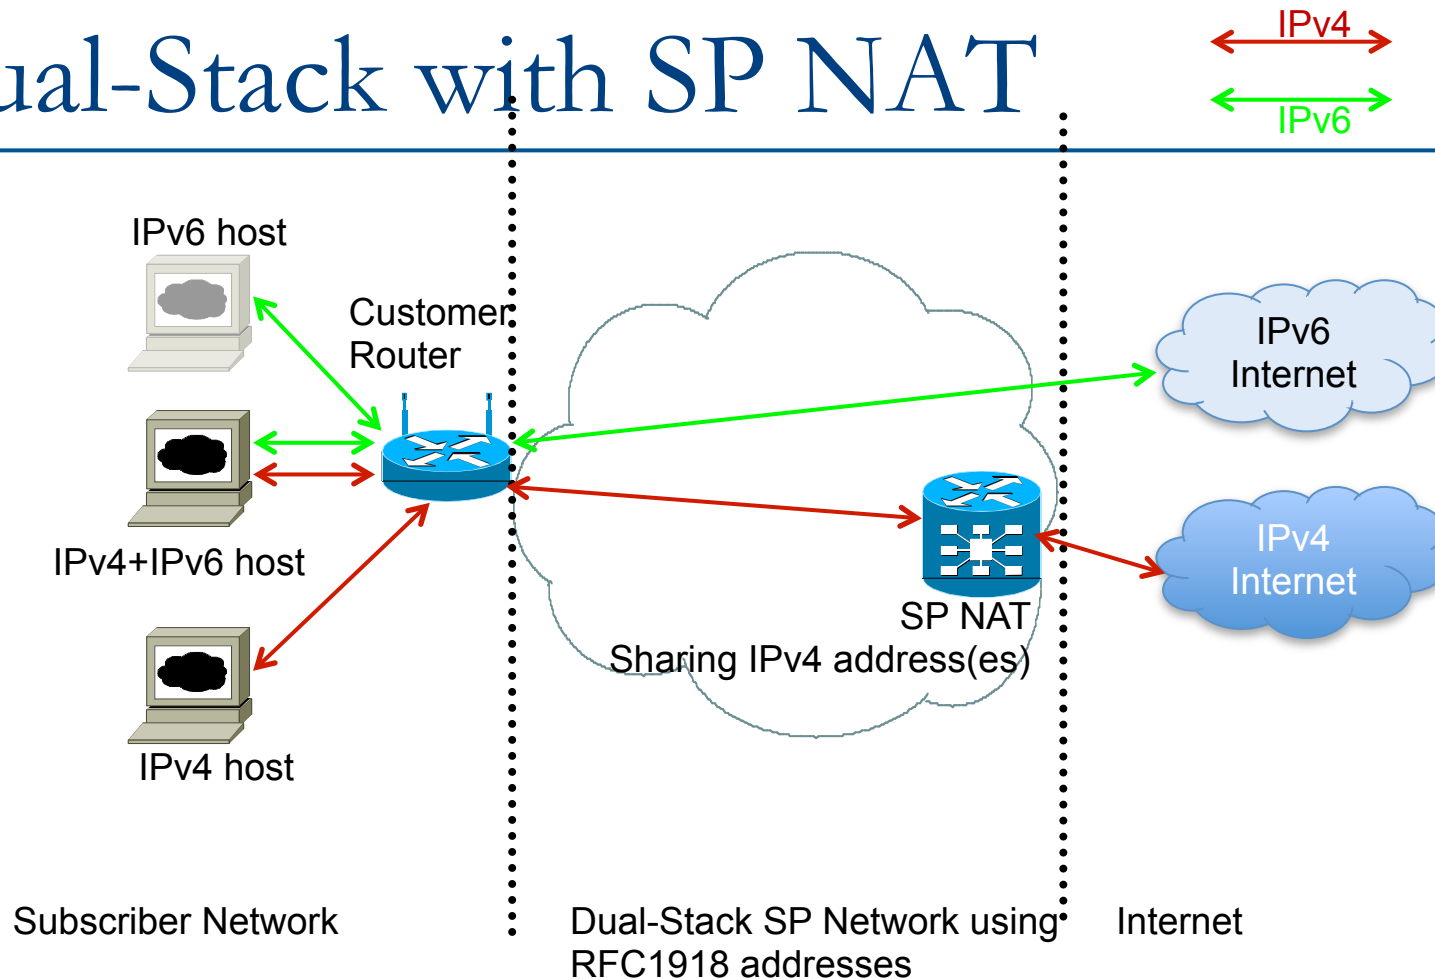 ual-Stack with SP NAT
IPv4
IPv6
IPv6 host
Customer
Router
IPv6
Internet
IPv4+IPv6 host
IPv4
Internet
SP NAT
Sharing IPv4 address(es)
IPv4 host
Subscriber Network
Dual-Stack SP Network using
RFC1918 addresses
Internet